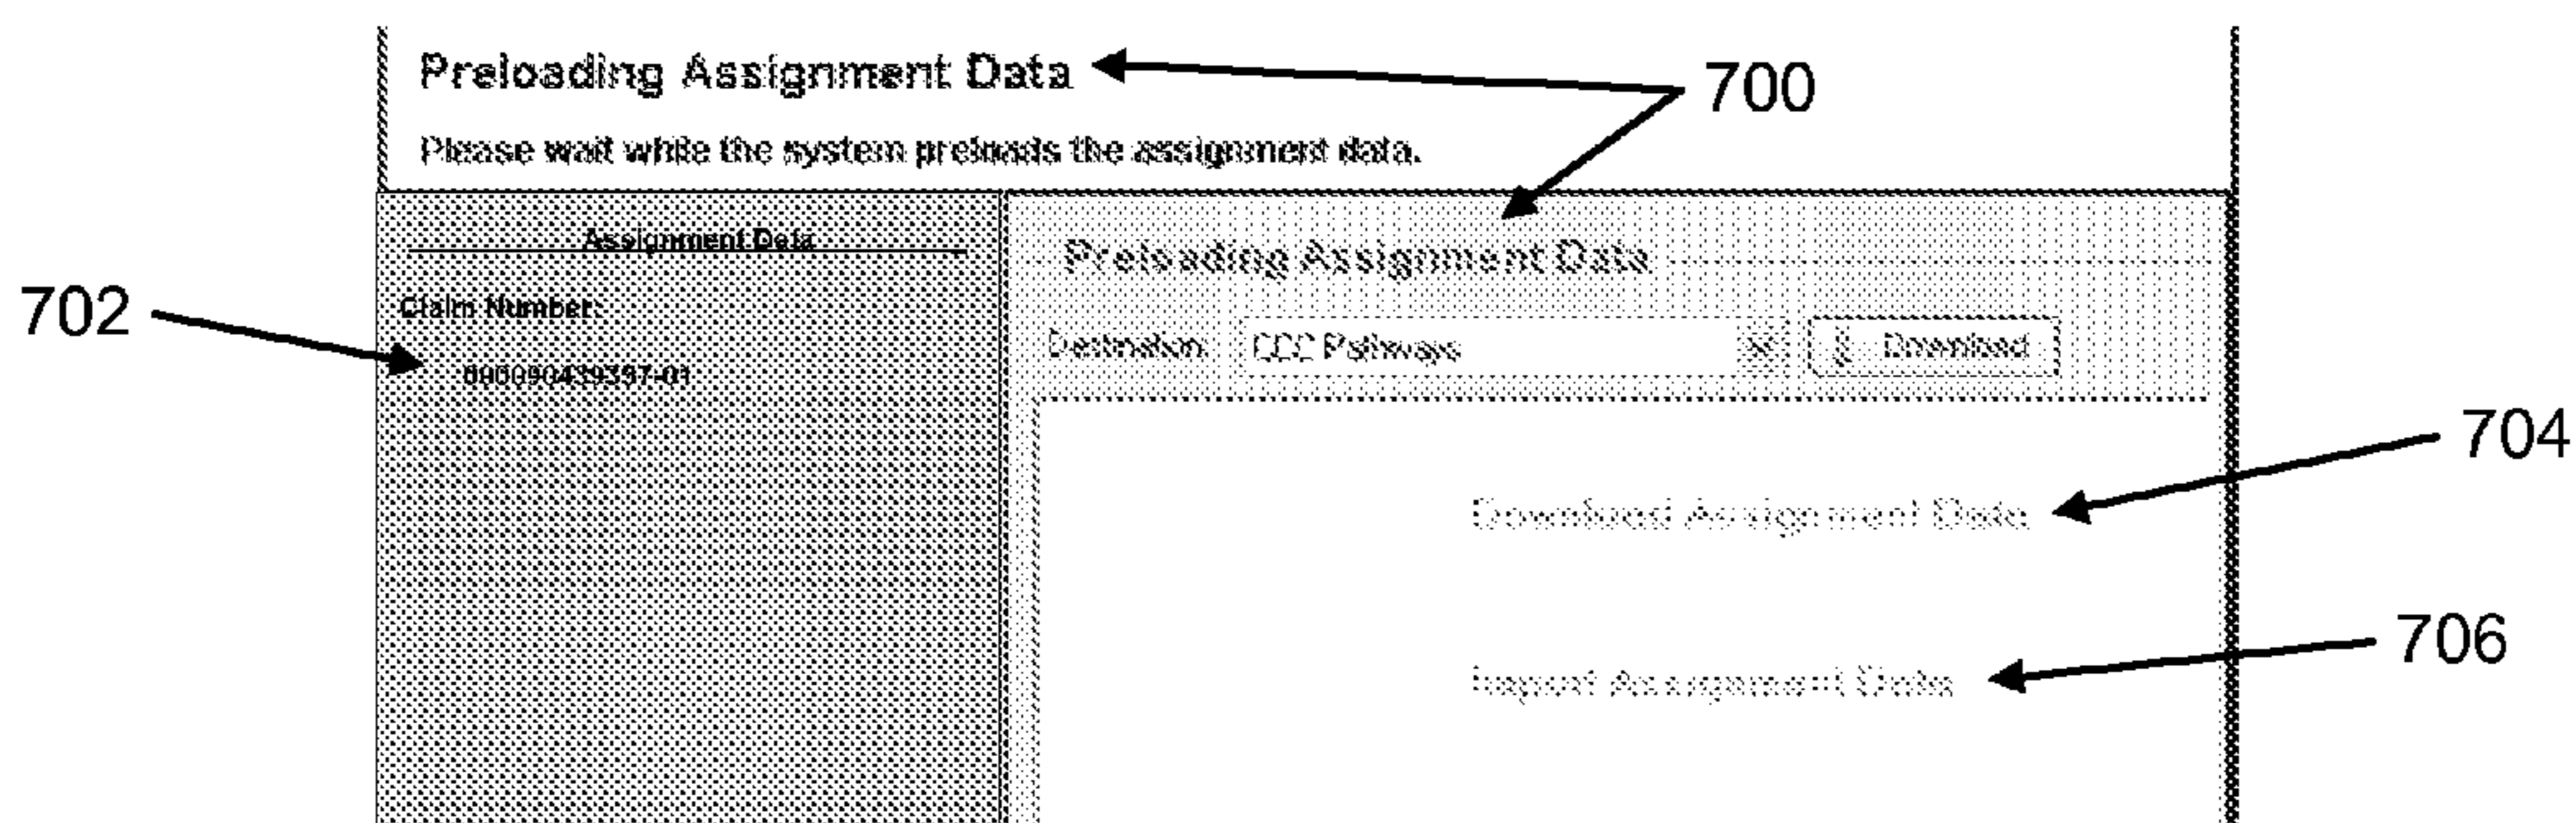 Preloading Assignment Data
700
Please wait while the system preloads the assignment data.
Assignment Data
Preloading Assignment Data
702
Claim Number:
Destination: CCC Pathways Download
704
Download Assignment Data
706
Import Assignment Data